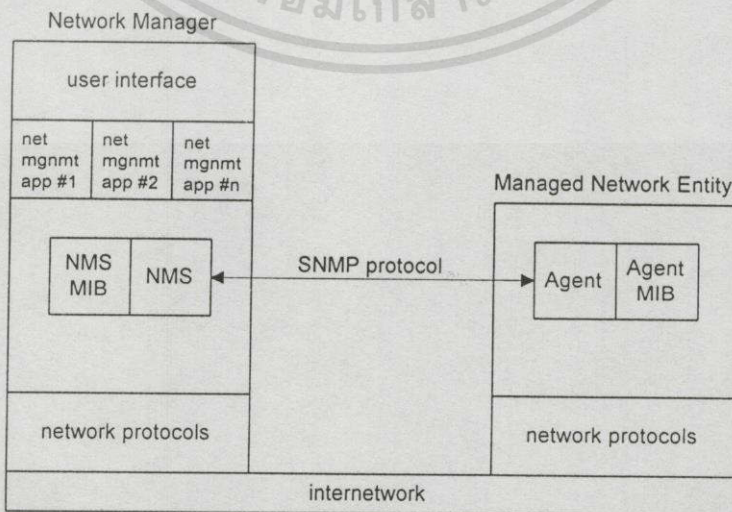 Network Manager
user interface
net
mgnmt
app #1
net
mgnmt
app #2
net
mgnmt
app #n
Managed Network Entity
NMS
MIB
NMS
SNMP protocol
Agent
Agent
MIB
network protocols
network protocols
internetwork